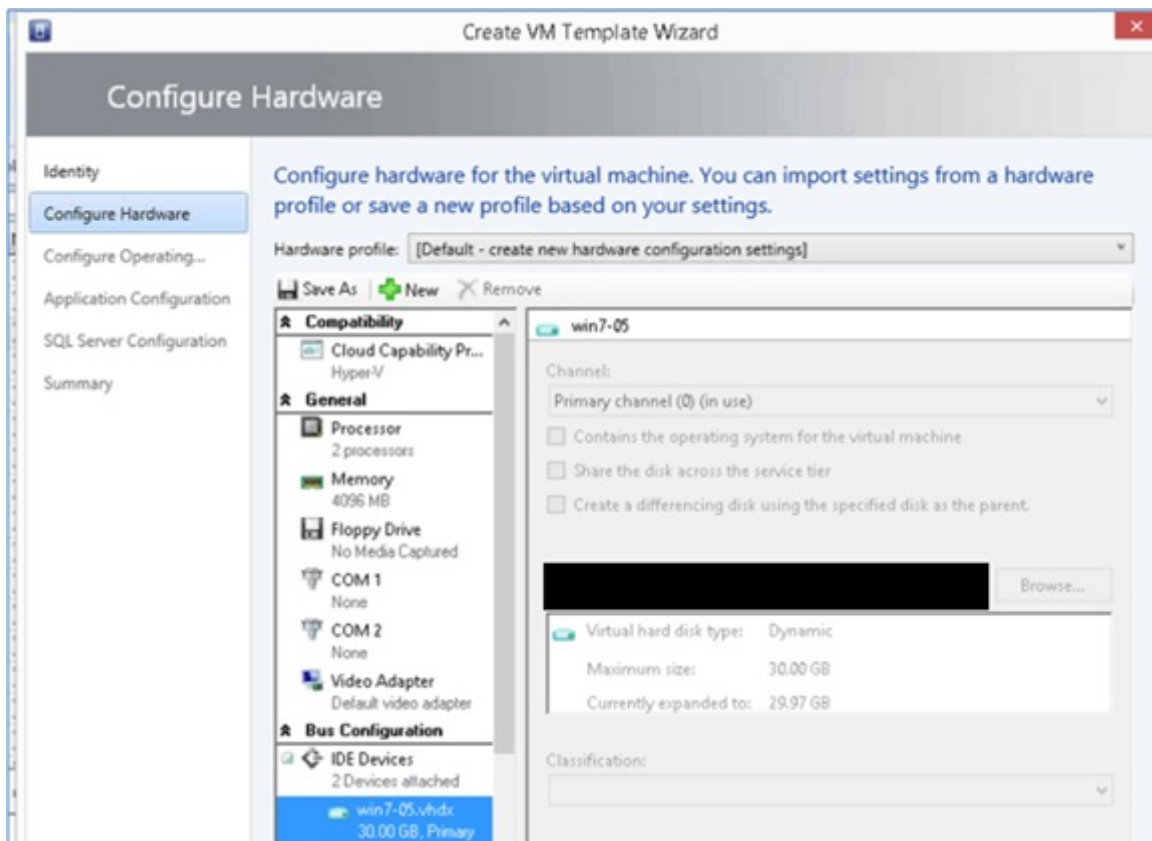 Create VM Template Wizard
Configure Hardware
Identity
Configure Hardware
Configure Operating...
Application Configuration
SQL Server Configuration
Summary
Configure hardware for the virtual machine. You can import settings from a hardware
profile or save a new profile based on your settings.
Hardware profile: [Default - create new hardware configuration settings]
Save As New Remove
Compatibility
Cloud Capability Pr...
Hyper-V
General
Processor
2 processors
Memory
4096 MB
Floppy Drive
No Media Captured
COM 1
None
COM 2
None
Video Adapter
Default video adapter
Bus Configuration
IDE Devices
2 Devices attached
win7-05.vhdx
30.00 GB, Primary
win7-05
Channel:
Primary channel (0) (in use)
Contains the operating system for the virtual machine
Share the disk across the service tier
Create a differencing disk using the specified disk as the parent.
Browse...
Virtual hard disk type: Dynamic
Maximum size: 30.00 GB
Currently expanded to: 29.97 GB
Classification: